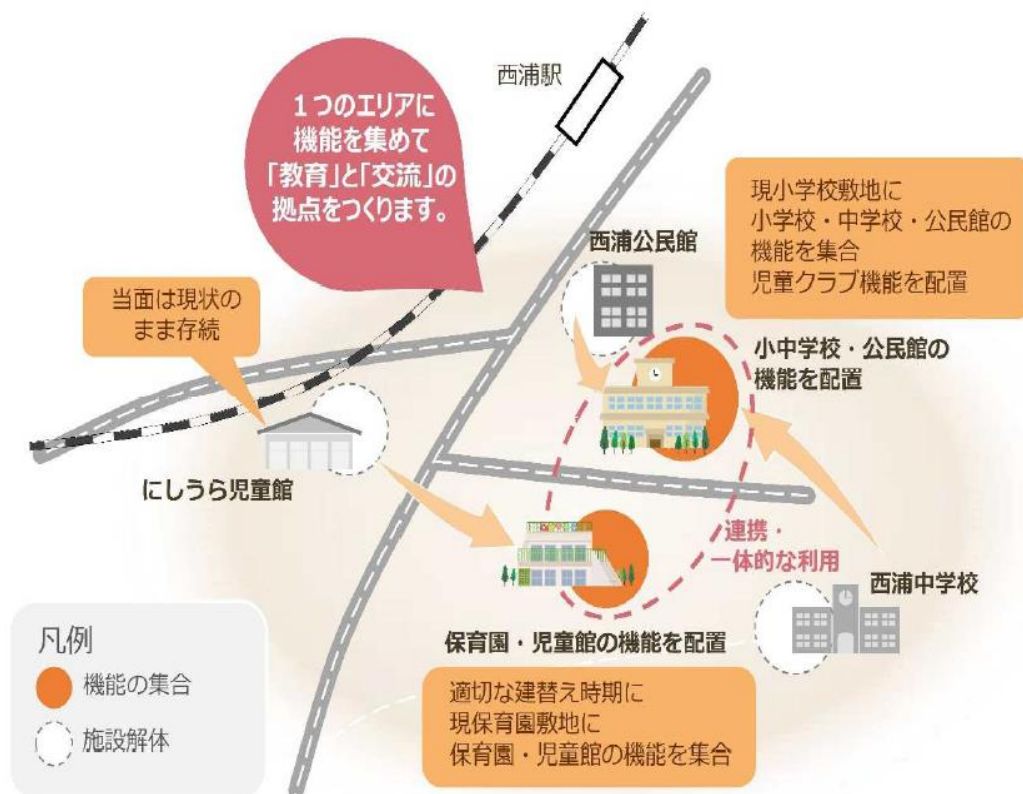 西浦駅
1つのエリアに
機能を集めて
「教育」と「交流」の
拠点をつくります。
現小学校敷地に
小学校・中学校・公民館の
機能を集合
児童クラブ機能を配置
西浦公民館
当面は現状の
まま存続
小中学校・公民館の
機能を配置
にしうら児童館
連携・
一体的な利用
西浦中学校
保育園・児童館の機能を配置
凡例
機能の集合
施設解体
適切な建替え時期に
現保育園敷地に
保育園・児童館の機能を集合